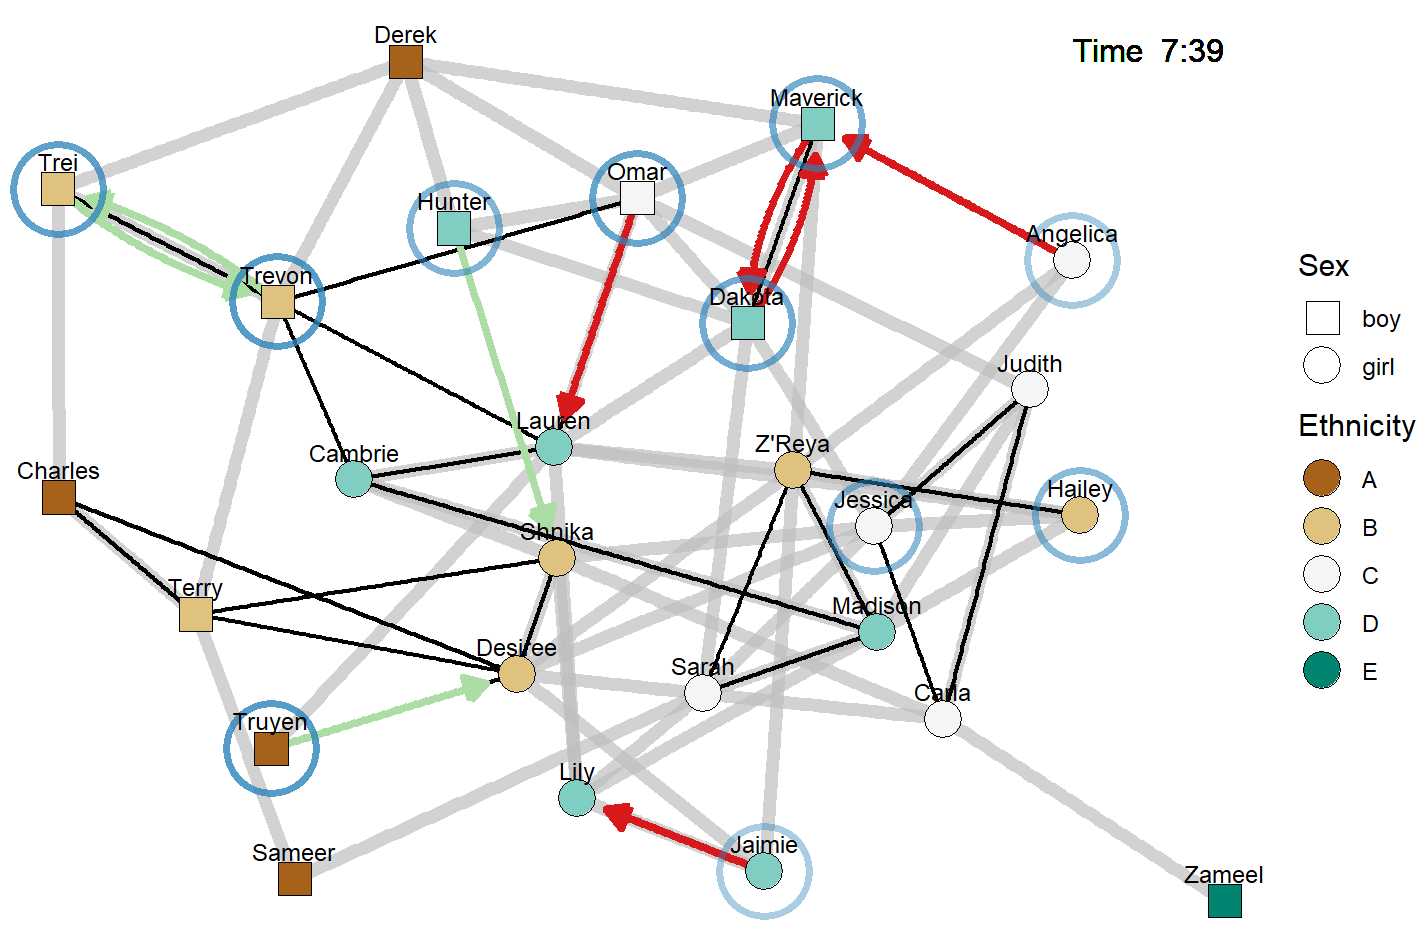 Derek
Time 7:39
Maverick
Trei
Omar
Hunter
Angelica
Sex
Trevon
Dakota
boy
girl
Judith
Lauren
Ethnicity
Cambrie
Z'Reya
Charles
A
Jessica
Hailey
B
Shnika
C
Terry
Madison
D
Desiree
Sarah
E
Carla
Truyen
Lily
Sameer
Jaimie
Zameel